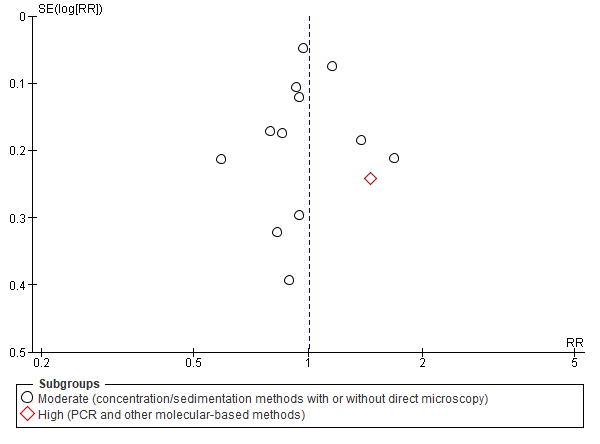 SE(log[RR])
0
0.1
0.2
0.3
0.4
0.5
RR
0.2 0.5 1 2 5
Subgroups
Moderate (concentration/sedimentation methods with or without direct microscopy)
High (PCR and other molecular-based methods)